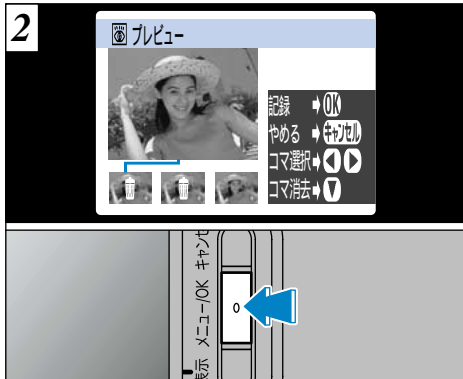 2
プレビュー
記録 ➡ OK
やめる ➡ キャンセル
コマ選択 ➡ ◀ ▶
コマ消去 ➡ ▼
表示 メニュー/OK キャンセ